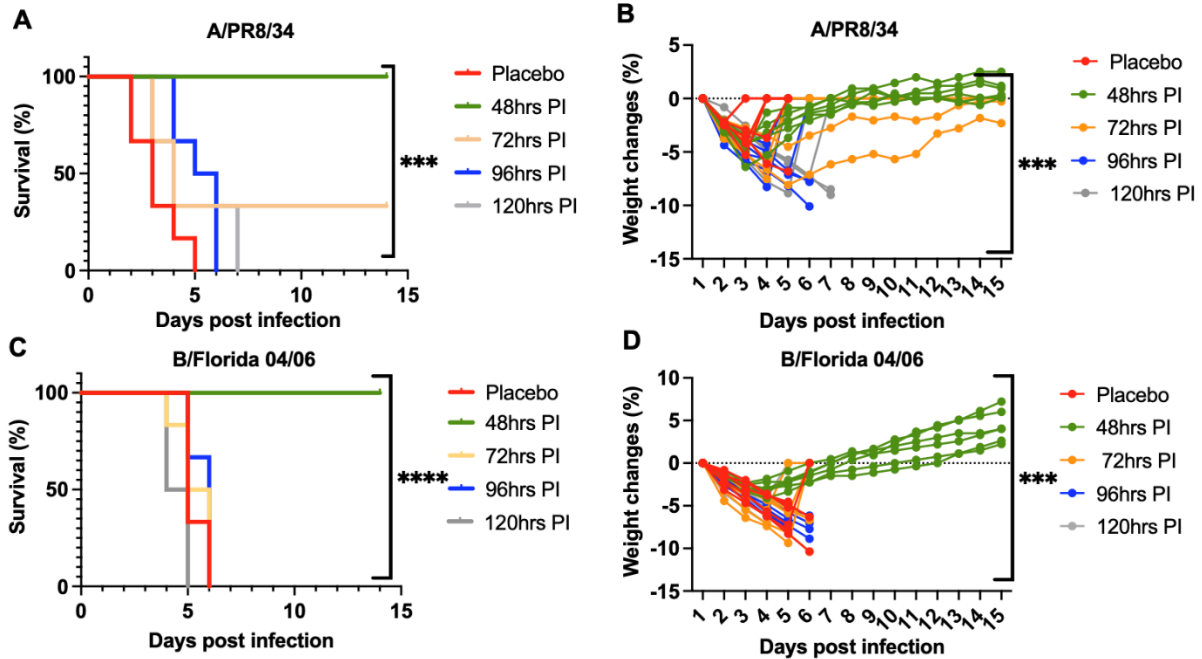 A
A/PR8/34
Survival (%)
100
50
0
0
5
10
15
Days post infection
Placebo
48hrs PI
72hrs PI
96hrs PI
120hrs PI
***
B
A/PR8/34
Weight changes (%)
5
0
-5
-10
-15
1 2 3 4 5 6 7 8 9 10 11 12 13 14 15
Days post infection
Placebo
48hrs PI
72hrs PI
96hrs PI
120hrs PI
***
C
B/Florida 04/06
Survival (%)
100
50
0
0
5
10
15
Days post infection
Placebo
48hrs PI
72hrs PI
96hrs PI
120hrs PI
****
D
B/Florida 04/06
Weight changes (%)
10
5
0
-5
-10
-15
1 2 3 4 5 6 7 8 9 10 11 12 13 14 15
Days post infection
Placebo
48hrs PI
72hrs PI
96hrs PI
120hrs PI
***